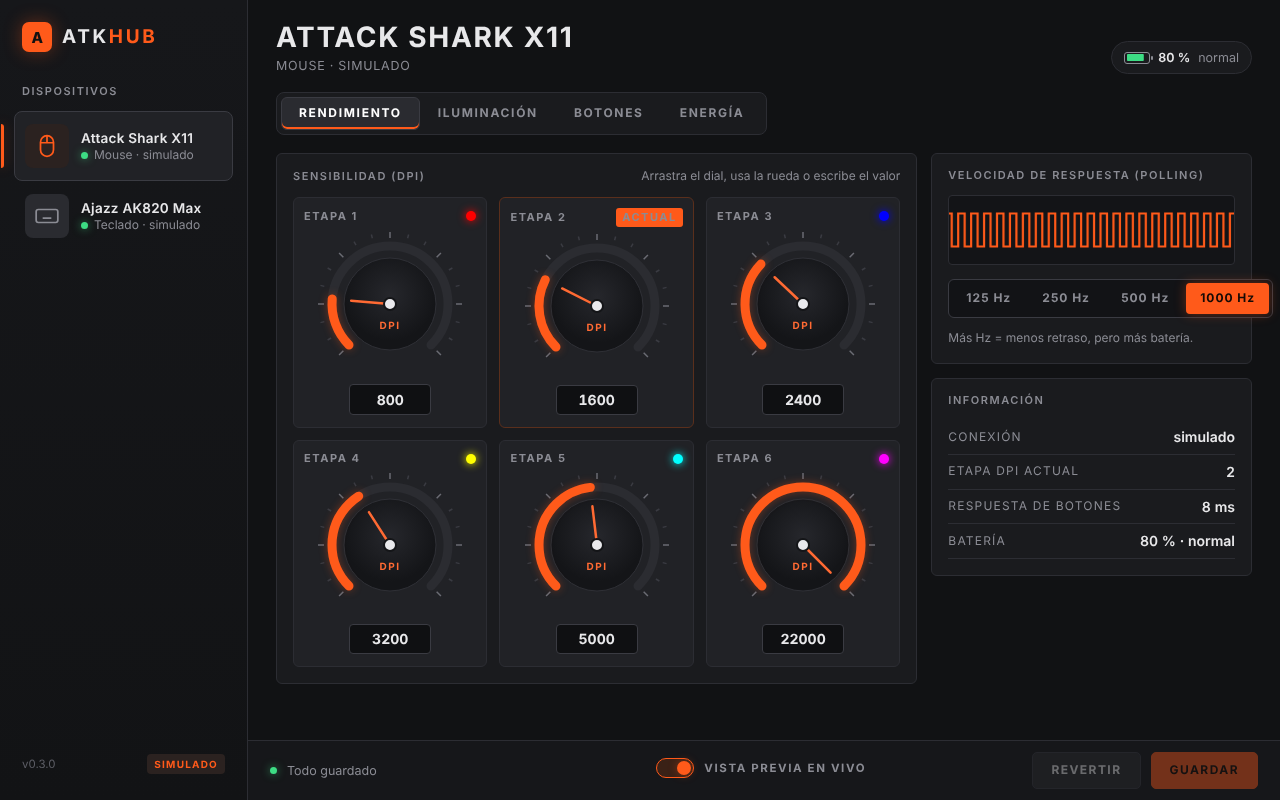 A ATKHUB
DISPOSITIVOS
Attack Shark X11
Mouse · simulado
Ajazz AK820 Max
Teclado · simulado
v0.3.0
SIMULADO
ATTACK SHARK X11
MOUSE · SIMULADO
80 % normal
RENDIMIENTO
ILUMINACIÓN
BOTONES
ENERGÍA
SENSIBILIDAD (DPI)
Arrastra el dial, usa la rueda o escribe el valor
ETAPA 1
DPI
800
ETAPA 2
ACTUAL
DPI
1600
ETAPA 3
DPI
2400
ETAPA 4
DPI
3200
ETAPA 5
DPI
5000
ETAPA 6
DPI
22000
VELOCIDAD DE RESPUESTA (POLLING)
125 Hz
250 Hz
500 Hz
1000 Hz
Más Hz = menos retraso, pero más batería.
INFORMACIÓN
CONEXIÓN simulado
ETAPA DPI ACTUAL 2
RESPUESTA DE BOTONES 8 ms
BATERÍA 80 % · normal
Todo guardado
VISTA PREVIA EN VIVO
REVERTIR
GUARDAR